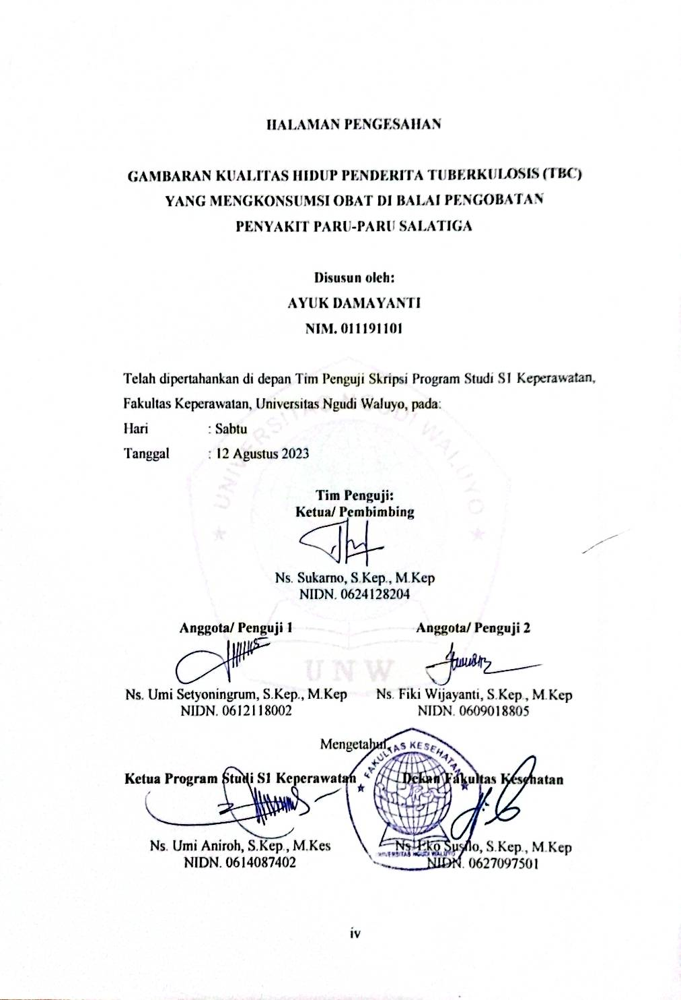 HALAMAN PENGESAHAN
GAMBARAN KUALITAS HIDUP PENDERITA TUBERKULOSIS (TBC)
YANG MENGKONSUMSI OBAT DI BALAI PENGOBATAN
PENYAKIT PARU-PARU SALATIGA
Disusun oleh:
AYUK DAMAYANTI
NIM. 011191101
Telah dipertahankan di depan Tim Penguji Skripsi Program Studi S1 Keperawatan,
Fakultas Keperawatan, Universitas Ngudi Waluyo, pada:
Hari : Sabtu
Tanggal : 12 Agustus 2023
UNIVERSITAS NGUDI WALUYO
Tim Penguji:
Ketua/ Pembimbing
Ns. Sukarno, S.Kep., M.Kep
NIDN. 0624128204
Anggota/ Penguji 1 Anggota/ Penguji 2
UNW
Ns. Umi Setyoningrum, S.Kep., M.Kep Ns. Fiki Wijayanti, S.Kep., M.Kep
NIDN. 0612118002 NIDN. 0609018805
Mengetahui,
FAKULTAS KESEHATAN
Ketua Program Studi S1 Keperawatan Dekan Fakultas Kesehatan
Ns. Umi Aniroh, S.Kep., M.Kes Ns. Eko Susilo, S.Kep., M.Kep
UNIVERSITAS NGUDI WALUYO
NIDN. 0614087402 NIDN. 0627097501
iv